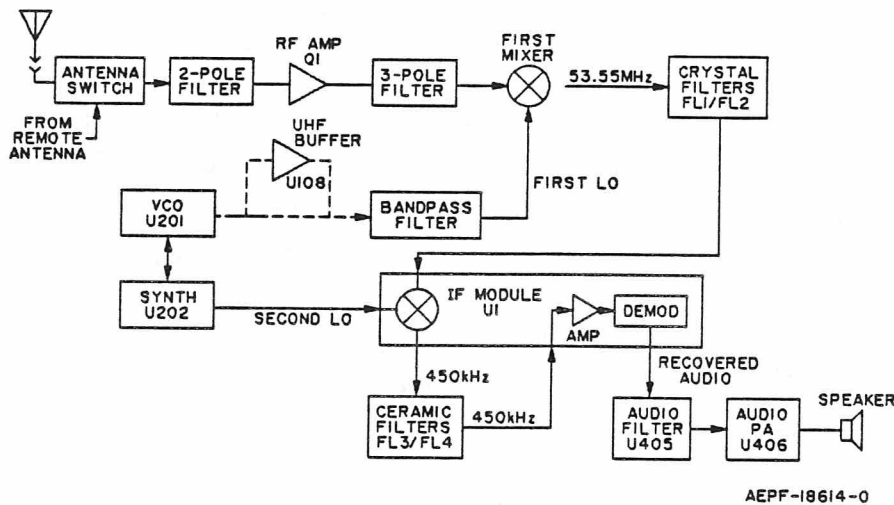 ANTENNA
SWITCH
FROM
REMOTE
ANTENNA
2-POLE
FILTER
RF AMP
Q1
3-POLE
FILTER
FIRST
MIXER
53.55MHz
CRYSTAL
FILTERS
FL1/FL2
UHF
BUFFER
U108
FIRST LO
VCO
U201
BANDPASS
FILTER
SYNTH
U202
SECOND LO
IF MODULE
U1
AMP
DEMOD
450kHz
CERAMIC
FILTERS
FL3/FL4
450kHz
RECOVERED
AUDIO
AUDIO
FILTER
U405
AUDIO
PA
U406
SPEAKER
AEPF-18614-O